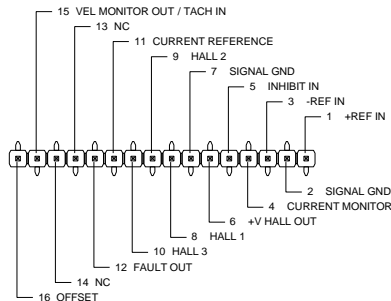 15 VEL MONITOR OUT / TACH IN
13 NC
11 CURRENT REFERENCE
9 HALL 2
7 SIGNAL GND
5 INHIBIT IN
3 -REF IN
1 +REF IN
2 SIGNAL GND
4 CURRENT MONITOR
6 +V HALL OUT
8 HALL 1
10 HALL 3
12 FAULT OUT
14 NC
16 OFFSET